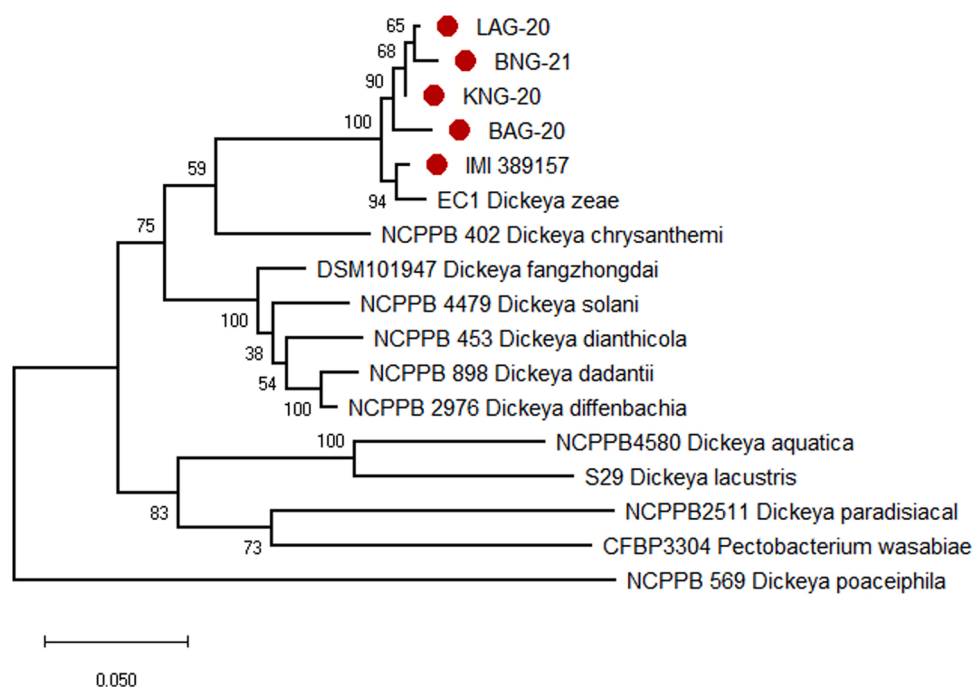 65
LAG-20
68
BNG-21
90
KNG-20
100
BAG-20
59
IMI 389157
94
EC1 Dickeya zeae
75
NCPPB 402 Dickeya chrysanthemi
DSM101947 Dickeya fangzhongdai
100
NCPPB 4479 Dickeya solani
38
NCPPB 453 Dickeya dianthicola
54
NCPPB 898 Dickeya dadantii
100
NCPPB 2976 Dickeya diffenbachia
100
NCPPB4580 Dickeya aquatica
S29 Dickeya lacustris
83
NCPPB2511 Dickeya paradisiacal
73
CFBP3304 Pectobacterium wasabiae
NCPPB 569 Dickeya poaceiphila
0.050